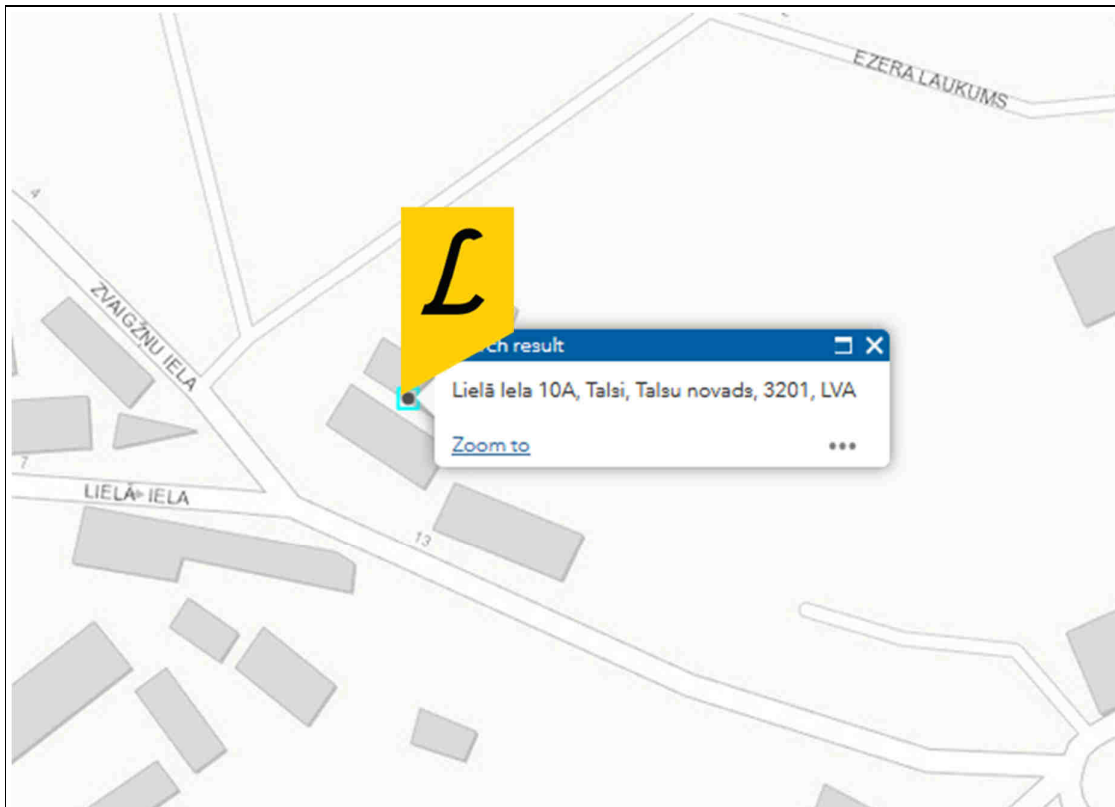 EZERA LAUKUMS
4
ZVAIGŽŅU IELA
L
rch result
Lielā Iela 10A, Talsi, Talsu novads, 3201, LVA
Zoom to
•••
7
LIELĀ IELA
13